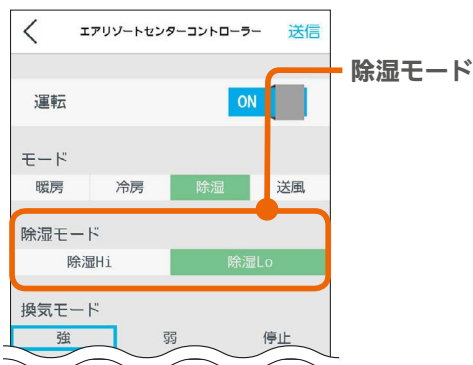 エアリゾートセンターコントローラー 送信
除湿モード
運転 ON
モード
暖房 冷房 除湿 送風
除湿モード
除湿Hi 除湿Lo
換気モード
強 弱 停止